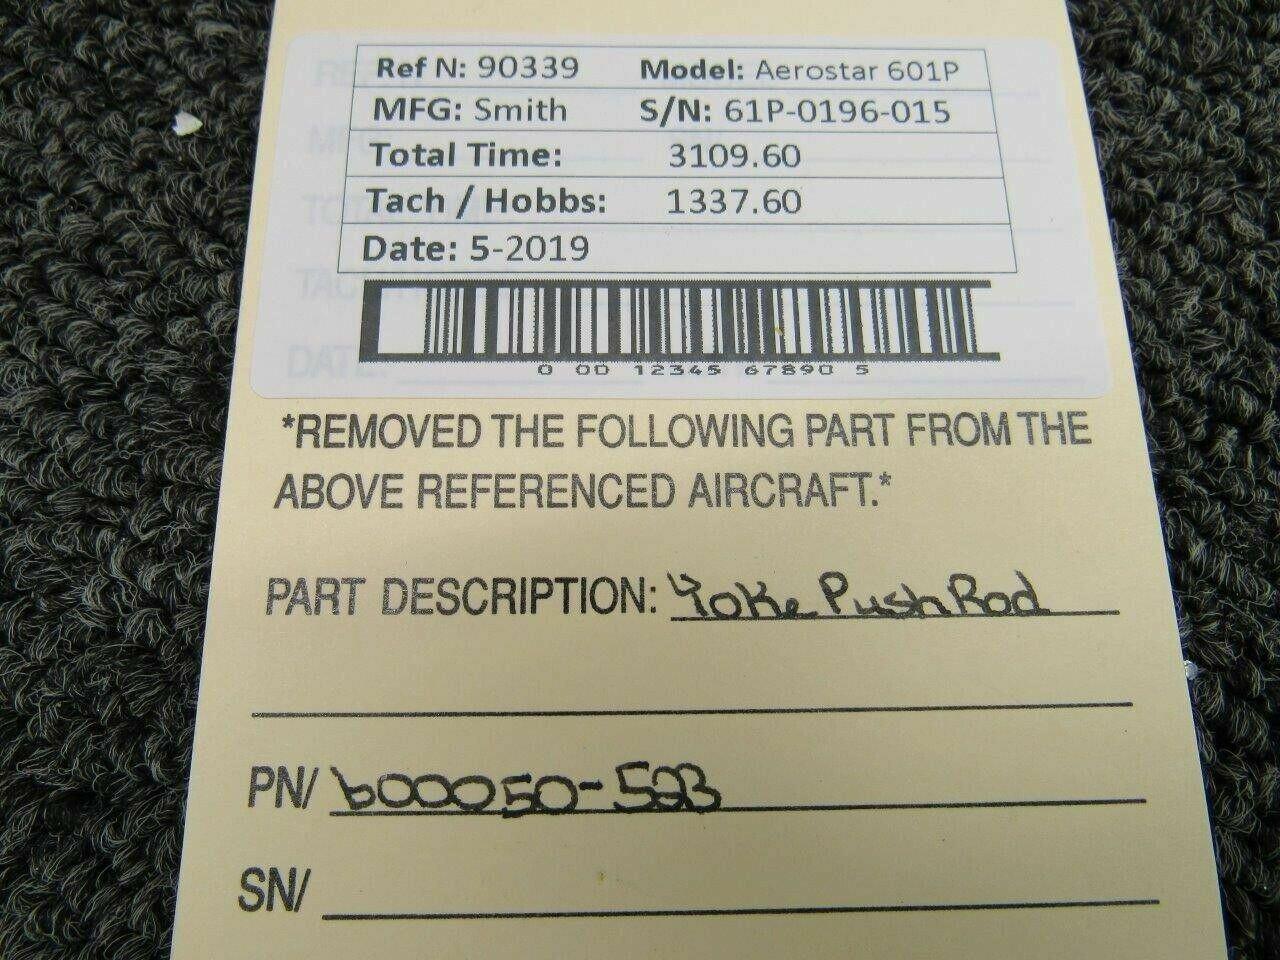 Ref N: 90339 Model: Aerostar 601P
MFG: Smith S/N: 61P-0196-015
Total Time: 3109.60
Tach / Hobbs: 1337.60
Date: 5-2019
0 00 12345 67890 5
*REMOVED THE FOLLOWING PART FROM THE
ABOVE REFERENCED AIRCRAFT.*
PART DESCRIPTION: Yoke Push Rod
PN/ 600050-523
SN/